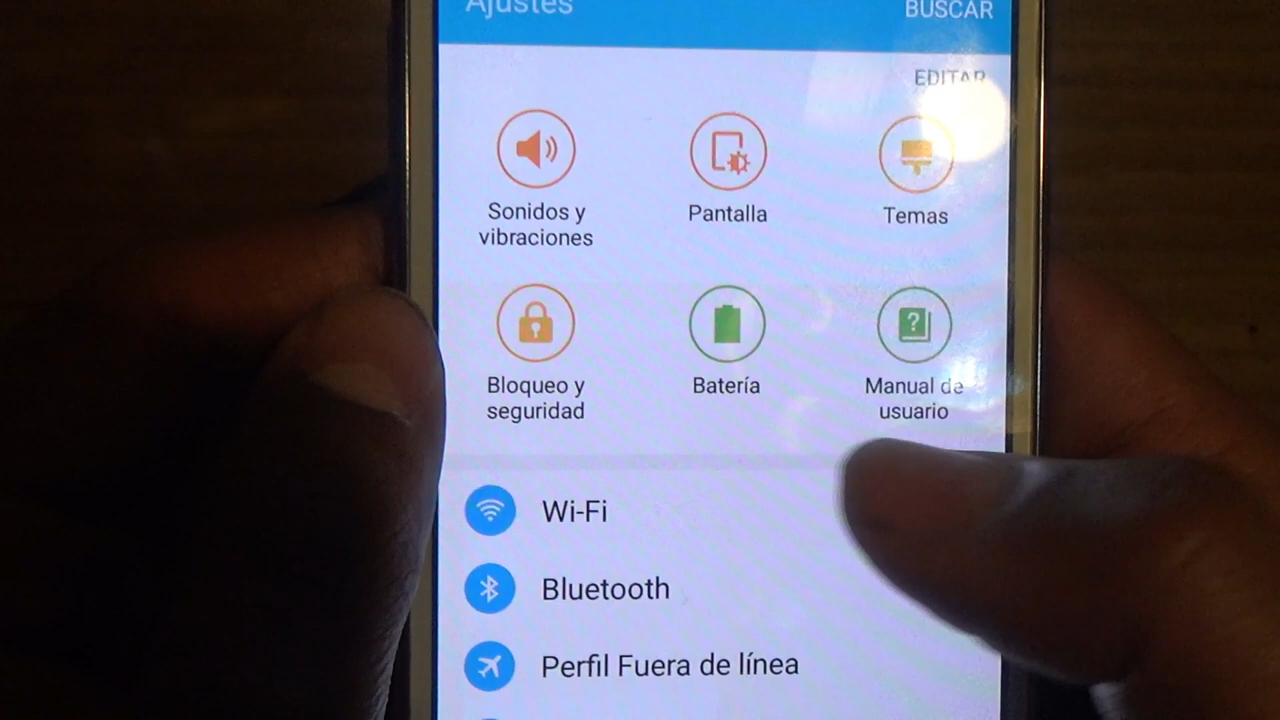 Ajustes
BUSCAR
EDITAR
Sonidos y
vibraciones
Pantalla
Temas
Bloqueo y
seguridad
Batería
Manual de
usuario
Wi-Fi
Bluetooth
Perfil Fuera de línea